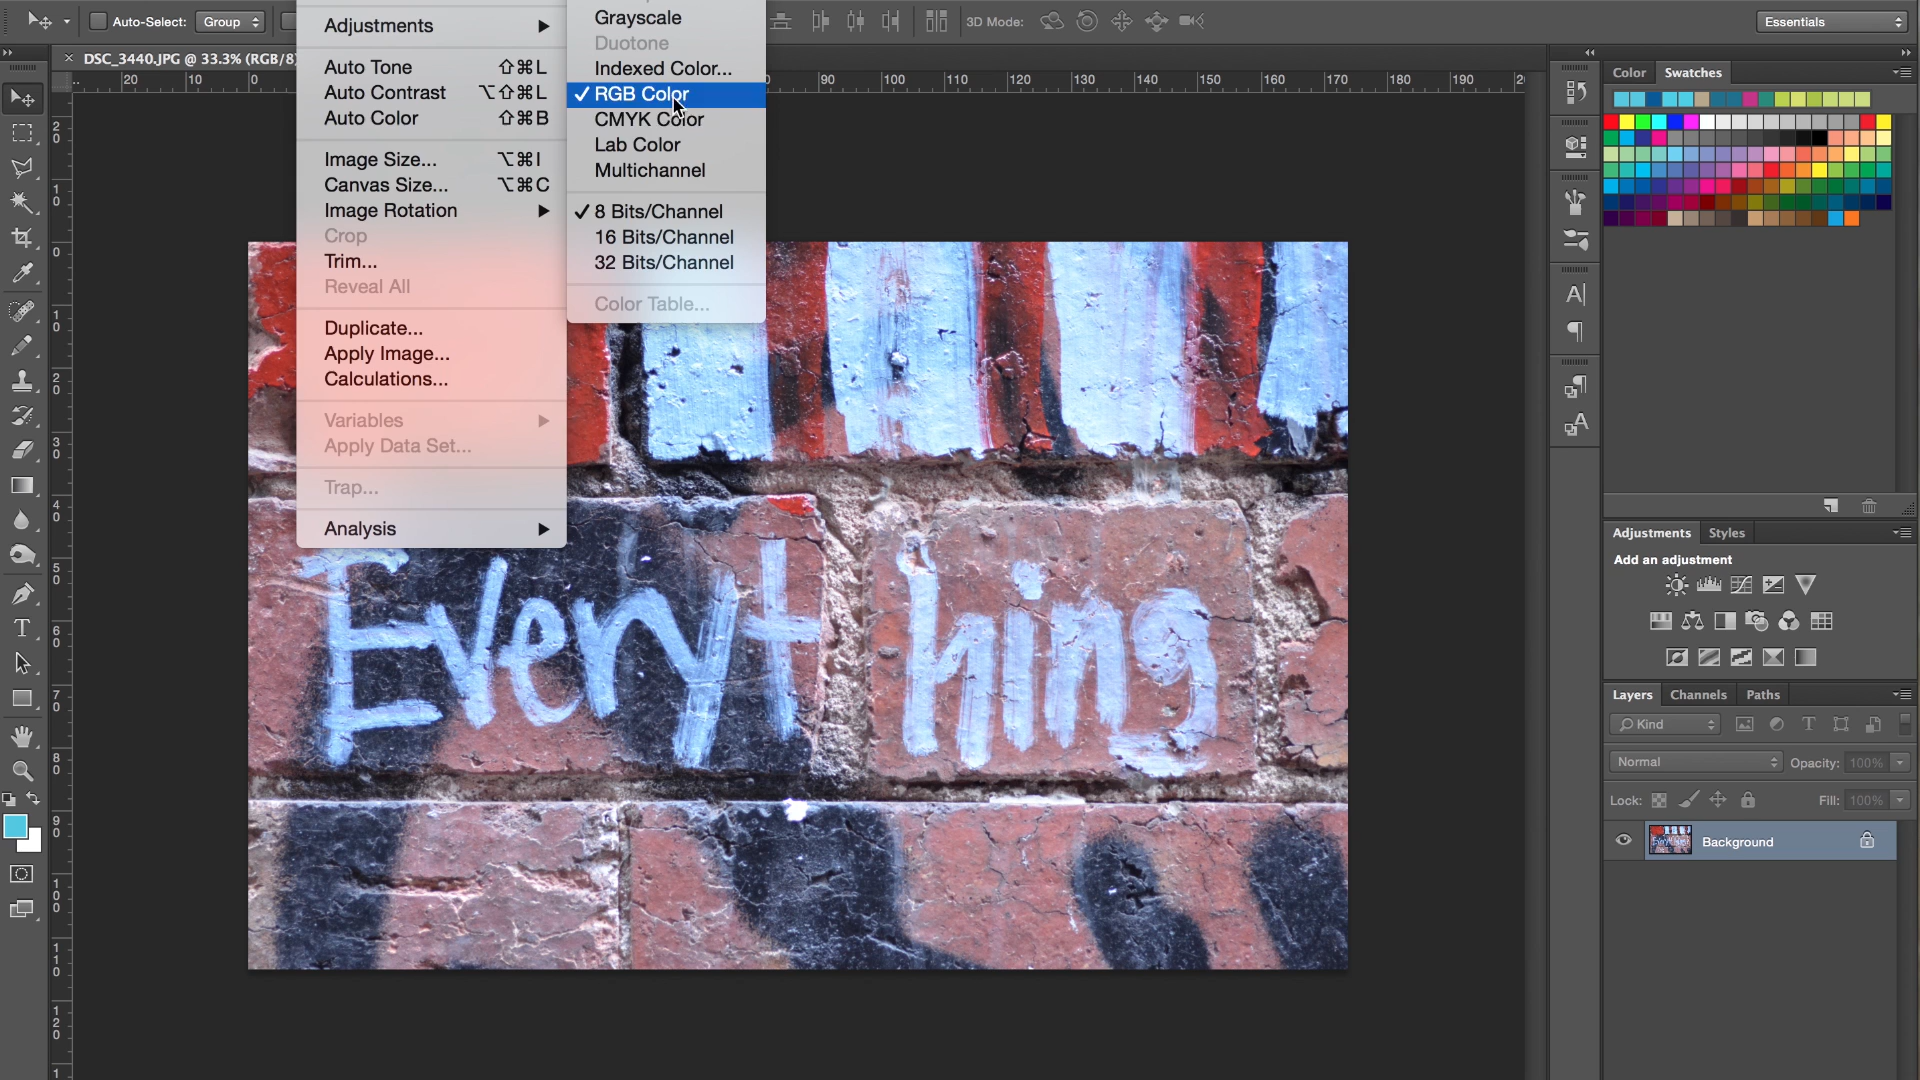 Auto-Select: Group 3D Mode: Essentials
DSC_3440.JPG @ 33.3% (RGB/8)
20 10 0 90 100 110 120 130 140 150 160 170 180 190
Adjustments
Auto Tone ⇧⌘L
Auto Contrast ⌥⇧⌘L
Auto Color ⇧⌘B
Image Size... ⌥⌘I
Canvas Size... ⌥⌘C
Image Rotation
Crop
Trim...
Reveal All
Duplicate...
Apply Image...
Calculations...
Variables
Apply Data Set...
Trap...
Analysis
Grayscale
Duotone
Indexed Color...
✓ RGB Color
CMYK Color
Lab Color
Multichannel
✓ 8 Bits/Channel
16 Bits/Channel
32 Bits/Channel
Color Table...
Everything
Color Swatches
Adjustments Styles
Add an adjustment
Layers Channels Paths
Kind
Normal Opacity: 100%
Lock: Fill: 100%
Background